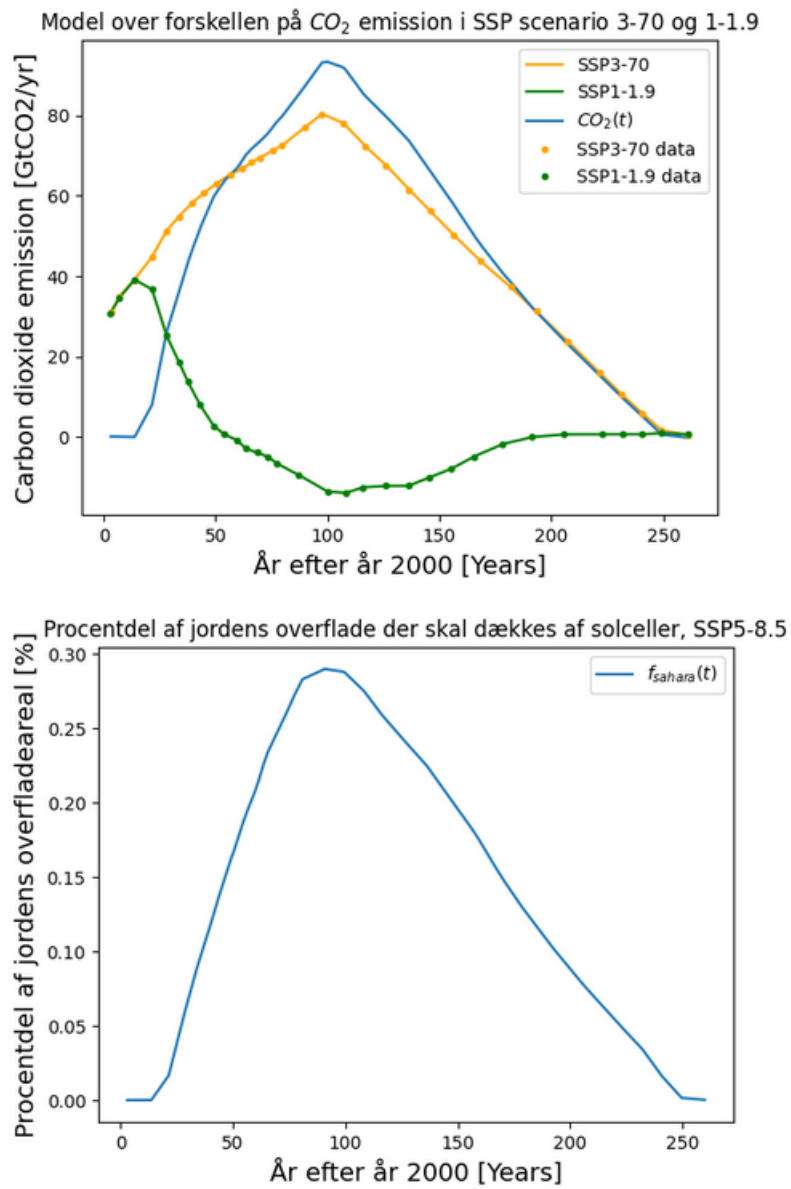 Model over forskellen på CO₂ emission i SSP scenario 3-70 og 1-1.9
Carbon dioxide emission [GtCO2/yr]
80
60
40
20
0
SSP3-70
SSP1-1.9
CO₂(t)
SSP3-70 data
SSP1-1.9 data
0 50 100 150 200 250
År efter år 2000 [Years]
Procentdel af jordens overflade der skal dækkes af solceller, SSP5-8.5
Procentdel af jordens overfladeareal [%]
0.30
0.25
0.20
0.15
0.10
0.05
0.00
f_sahara(t)
0 50 100 150 200 250
År efter år 2000 [Years]